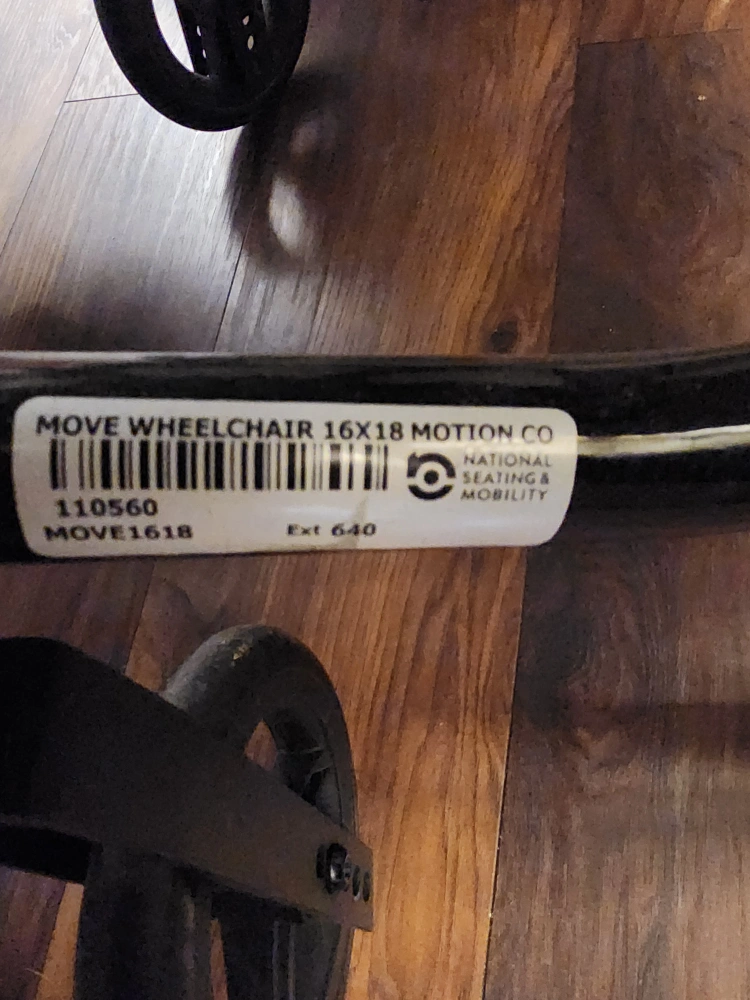 MOVE WHEELCHAIR 16X18 MOTION CO
NATIONAL
SEATING &
MOBILITY
110560
MOVE1618 Ext 640